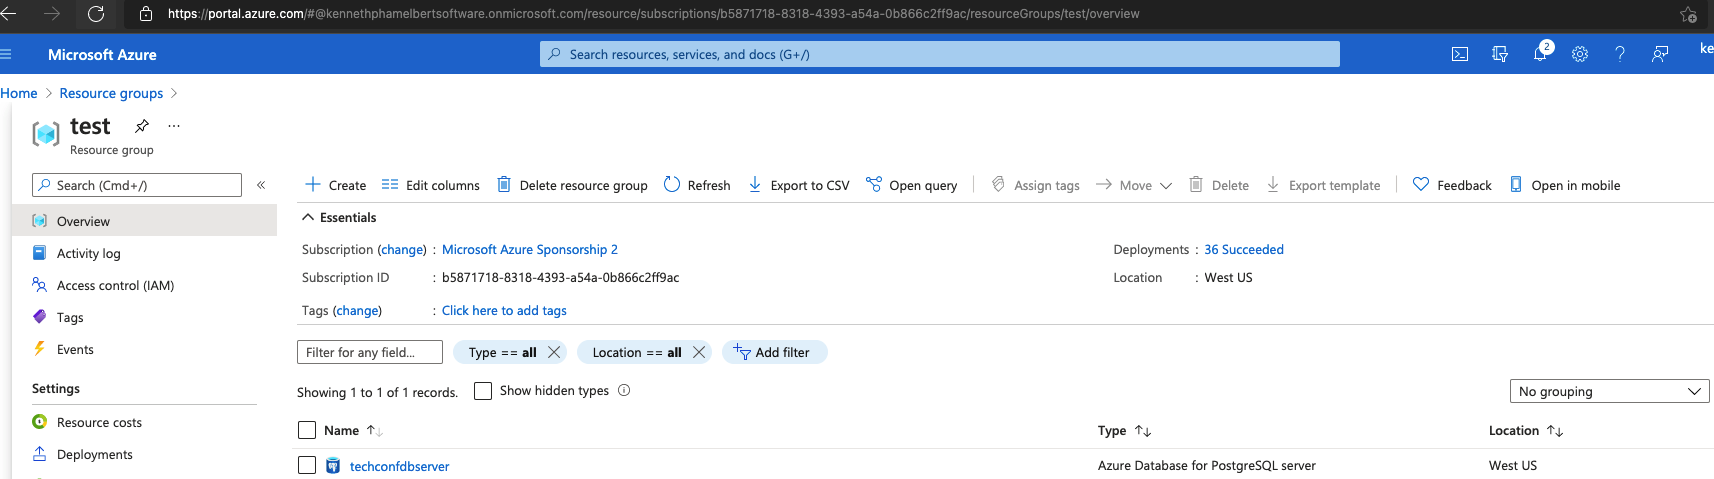 https://portal.azure.com/#@kennethphamelbertsoftware.onmicrosoft.com/resource/subscriptions/b5871718-8318-4393-a54a-0b866c2ff9ac/resourceGroups/test/overview
Microsoft Azure
Search resources, services, and docs (G+/)
2
ke
Home > Resource groups >
test ...
Resource group
Search (Cmd+/)
«
Create
Edit columns
Delete resource group
Refresh
Export to CSV
Open query
Assign tags
Move
Delete
Export template
Feedback
Open in mobile
Overview
Activity log
Access control (IAM)
Tags
Events
Settings
Resource costs
Deployments
Essentials
Subscription (change) : Microsoft Azure Sponsorship 2
Subscription ID : b5871718-8318-4393-a54a-0b866c2ff9ac
Tags (change) : Click here to add tags
Deployments : 36 Succeeded
Location : West US
Filter for any field...
Type == all
Location == all
Add filter
Showing 1 to 1 of 1 records.
Show hidden types
No grouping
Name ↑↓
Type ↑↓
Location ↑↓
techconfdbserver
Azure Database for PostgreSQL server
West US